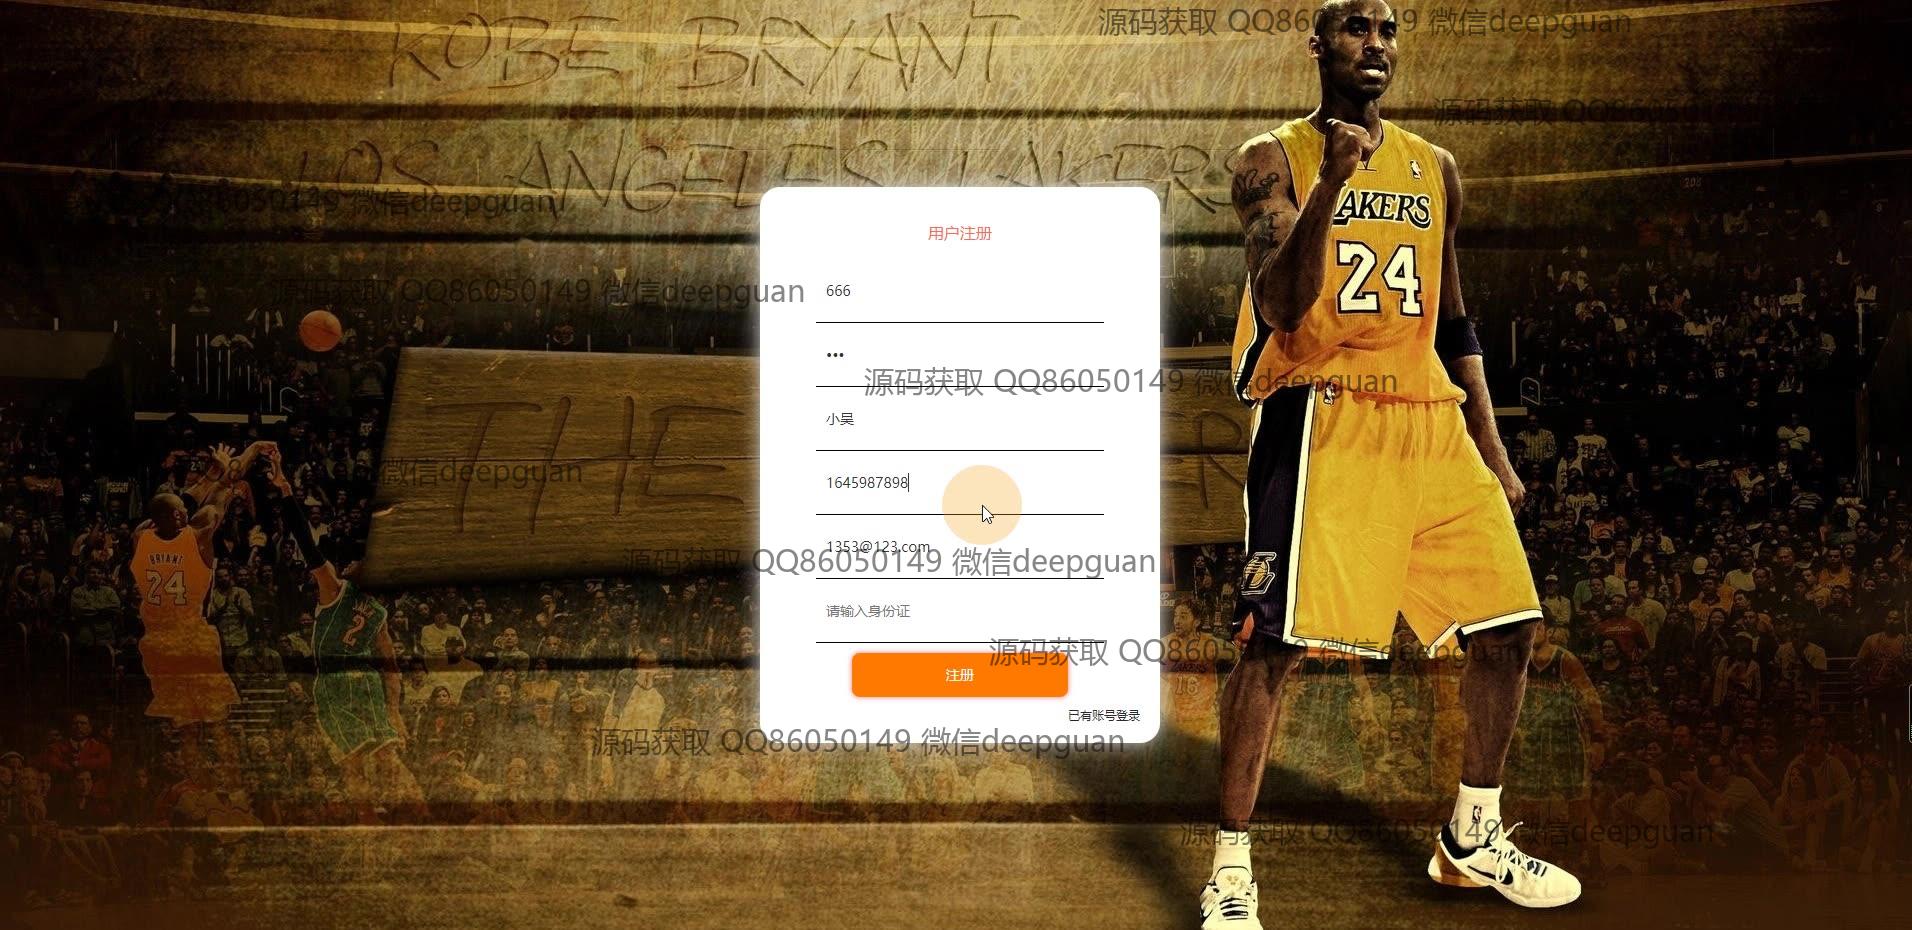 KOBE BRYANT
源码获取 QQ86050149 微信deepguan
源码获取 QQ8605
LOS ANGELES LAKERS
86050149 微信deepguan
LAKERS
24
用户注册
源码获取 QQ86050149 微信deepguan
666
•••
源码获取 QQ86050149 微信deepguan
小昊
THE
R
微信deepguan
1645987898
1353@123.com
源码获取 QQ86050149 微信deepguan
BRYANT
24
2
请输入身份证
源码获取 QQ86050149 微信deepguan
注册
16
已有账号登录
源码获取 QQ86050149 微信deepguan
源码获取 QQ86050149 微信deepguan